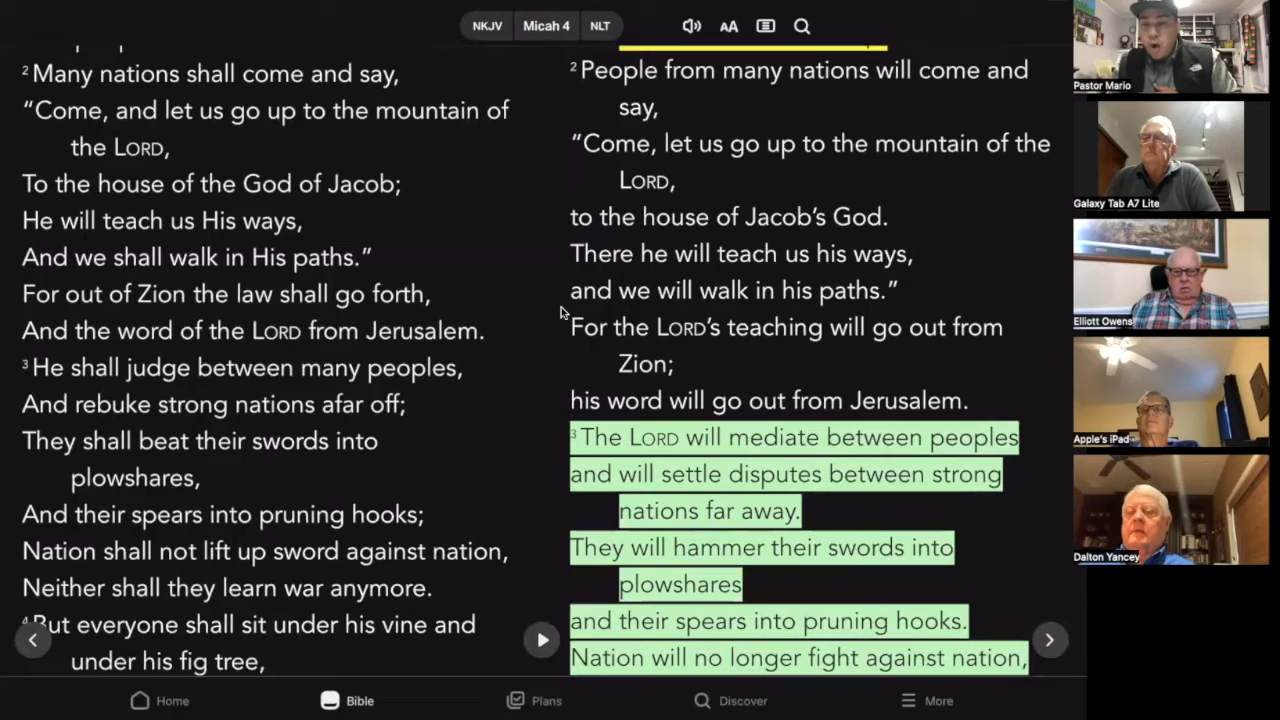 NKJV Micah 4 NLT
2 Many nations shall come and say,
“Come, and let us go up to the mountain of
the LORD,
To the house of the God of Jacob;
He will teach us His ways,
And we shall walk in His paths.”
For out of Zion the law shall go forth,
And the word of the LORD from Jerusalem.
3 He shall judge between many peoples,
And rebuke strong nations afar off;
They shall beat their swords into
plowshares,
And their spears into pruning hooks;
Nation shall not lift up sword against nation,
Neither shall they learn war anymore.
4 But everyone shall sit under his vine and
under his fig tree,
2 People from many nations will come and
say,
“Come, let us go up to the mountain of the
LORD,
to the house of Jacob’s God.
There he will teach us his ways,
and we will walk in his paths.”
For the LORD’s teaching will go out from
Zion;
his word will go out from Jerusalem.
3 The LORD will mediate between peoples
and will settle disputes between strong
nations far away.
They will hammer their swords into
plowshares
and their spears into pruning hooks.
Nation will no longer fight against nation,
Home Bible Plans Discover More
AA
Pastor Mario
Galaxy Tab A7 Lite
Elliott Owens
Apple's iPad
Dalton Yancey